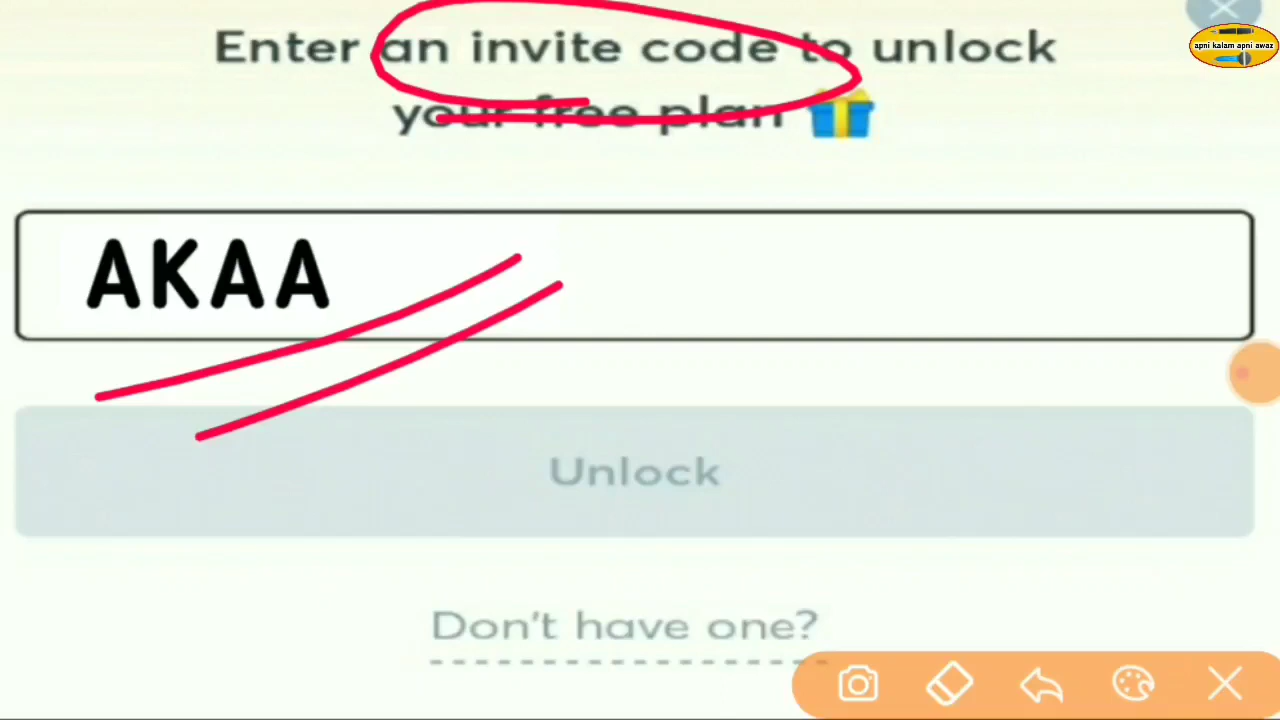 Enter an invite code to unlock
your free plan
apni kalam apni awaz
AKAA
Unlock
Don't have one?